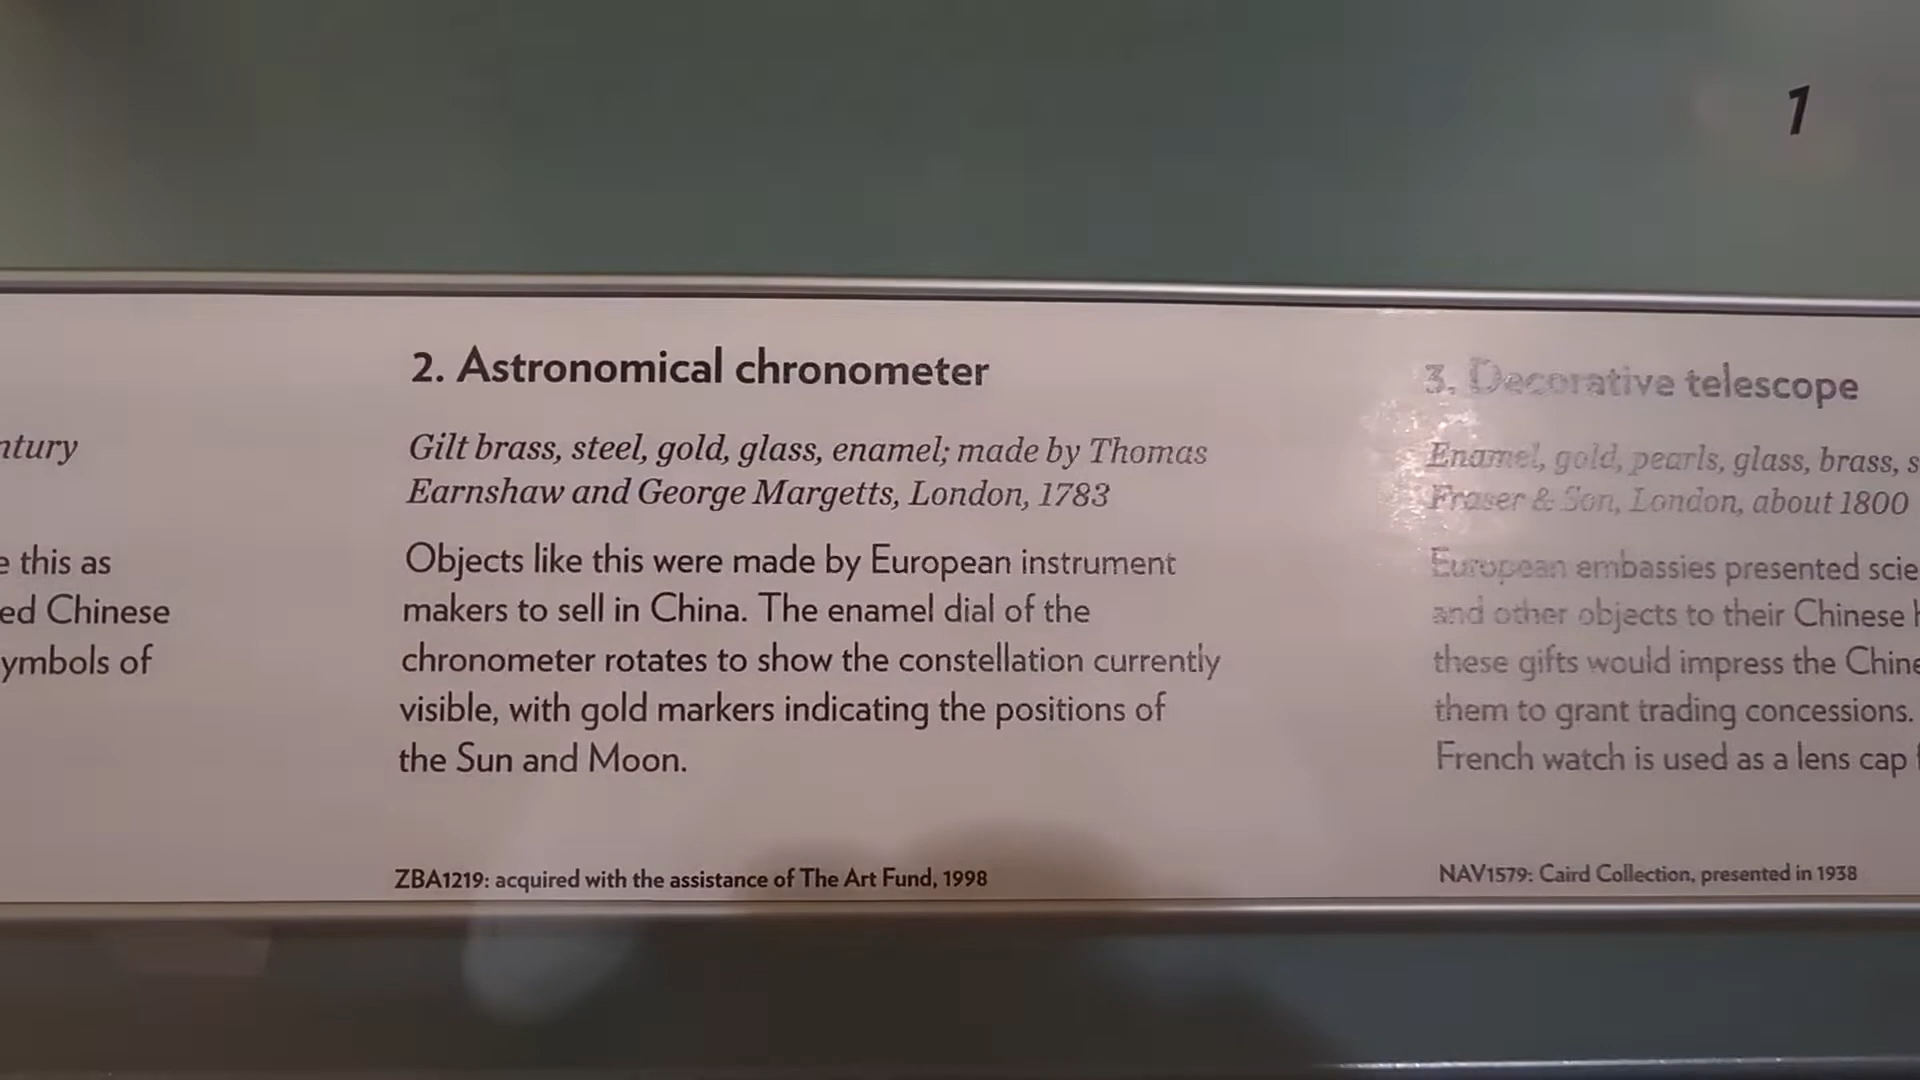 1
ntury
e this as
ed Chinese
ymbols of
2. Astronomical chronometer
Gilt brass, steel, gold, glass, enamel; made by Thomas
Earnshaw and George Margetts, London, 1783
Objects like this were made by European instrument
makers to sell in China. The enamel dial of the
chronometer rotates to show the constellation currently
visible, with gold markers indicating the positions of
the Sun and Moon.
ZBA1219: acquired with the assistance of The Art Fund, 1998
3. Decorative telescope
Enamel, gold, pearls, glass, brass, s
Fraser & Son, London, about 1800
European embassies presented scie
and other objects to their Chinese h
these gifts would impress the Chine
them to grant trading concessions.
French watch is used as a lens cap f
NAV1579: Caird Collection, presented in 1938